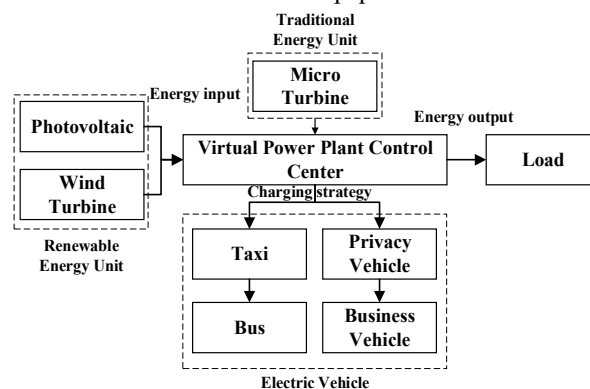 Traditional
Energy Unit
Micro
Turbine
Energy input
Photovoltaic
Wind
Turbine
Renewable
Energy Unit
Virtual Power Plant Control
Center
Energy output
Load
Charging strategy
Taxi
Privacy
Vehicle
Bus
Business
Vehicle
Electric Vehicle